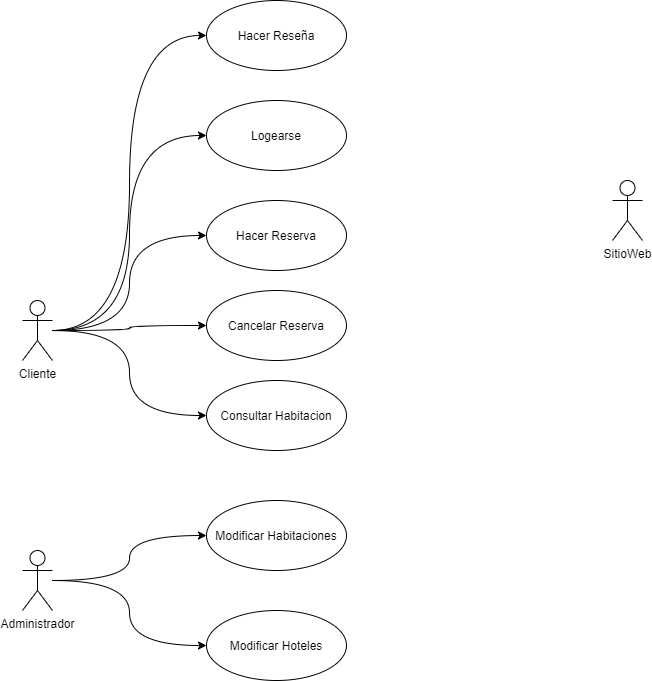 Hacer Reseña
Logearse
Hacer Reserva
SitioWeb
Cancelar Reserva
Cliente
Consultar Habitacion
Modificar Habitaciones
Administrador
Modificar Hoteles